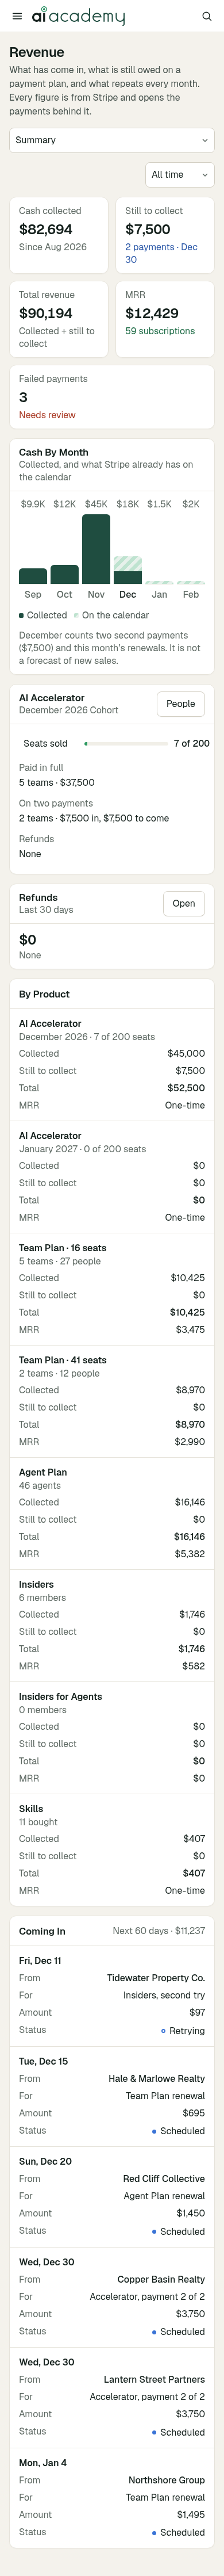 ai academy
Revenue
What has come in, what is still owed on a
payment plan, and what repeats every month.
Every figure is from Stripe and opens the
payments behind it.
Summary
All time
Cash collected
$82,694
Since Aug 2026
Still to collect
$7,500
2 payments · Dec
30
Total revenue
$90,194
Collected + still to
collect
MRR
$12,429
59 subscriptions
Failed payments
3
Needs review
Cash By Month
Collected, and what Stripe already has on
the calendar
$9.9K $12K $45K $18K $1.5K $2K
Sep Oct Nov Dec Jan Feb
Collected On the calendar
December counts two second payments
($7,500) and this month's renewals. It is not
a forecast of new sales.
AI Accelerator
December 2026 Cohort
People
Seats sold 7 of 200
Paid in full
5 teams · $37,500
On two payments
2 teams · $7,500 in, $7,500 to come
Refunds
None
Refunds
Last 30 days
Open
$0
None
By Product
AI Accelerator
December 2026 · 7 of 200 seats
Collected $45,000
Still to collect $7,500
Total $52,500
MRR One-time
AI Accelerator
January 2027 · 0 of 200 seats
Collected $0
Still to collect $0
Total $0
MRR One-time
Team Plan · 16 seats
5 teams · 27 people
Collected $10,425
Still to collect $0
Total $10,425
MRR $3,475
Team Plan · 41 seats
2 teams · 12 people
Collected $8,970
Still to collect $0
Total $8,970
MRR $2,990
Agent Plan
46 agents
Collected $16,146
Still to collect $0
Total $16,146
MRR $5,382
Insiders
6 members
Collected $1,746
Still to collect $0
Total $1,746
MRR $582
Insiders for Agents
0 members
Collected $0
Still to collect $0
Total $0
MRR $0
Skills
11 bought
Collected $407
Still to collect $0
Total $407
MRR One-time
Coming In Next 60 days · $11,237
Fri, Dec 11
From Tidewater Property Co.
For Insiders, second try
Amount $97
Status Retrying
Tue, Dec 15
From Hale & Marlowe Realty
For Team Plan renewal
Amount $695
Status Scheduled
Sun, Dec 20
From Red Cliff Collective
For Agent Plan renewal
Amount $1,450
Status Scheduled
Wed, Dec 30
From Copper Basin Realty
For Accelerator, payment 2 of 2
Amount $3,750
Status Scheduled
Wed, Dec 30
From Lantern Street Partners
For Accelerator, payment 2 of 2
Amount $3,750
Status Scheduled
Mon, Jan 4
From Northshore Group
For Team Plan renewal
Amount $1,495
Status Scheduled